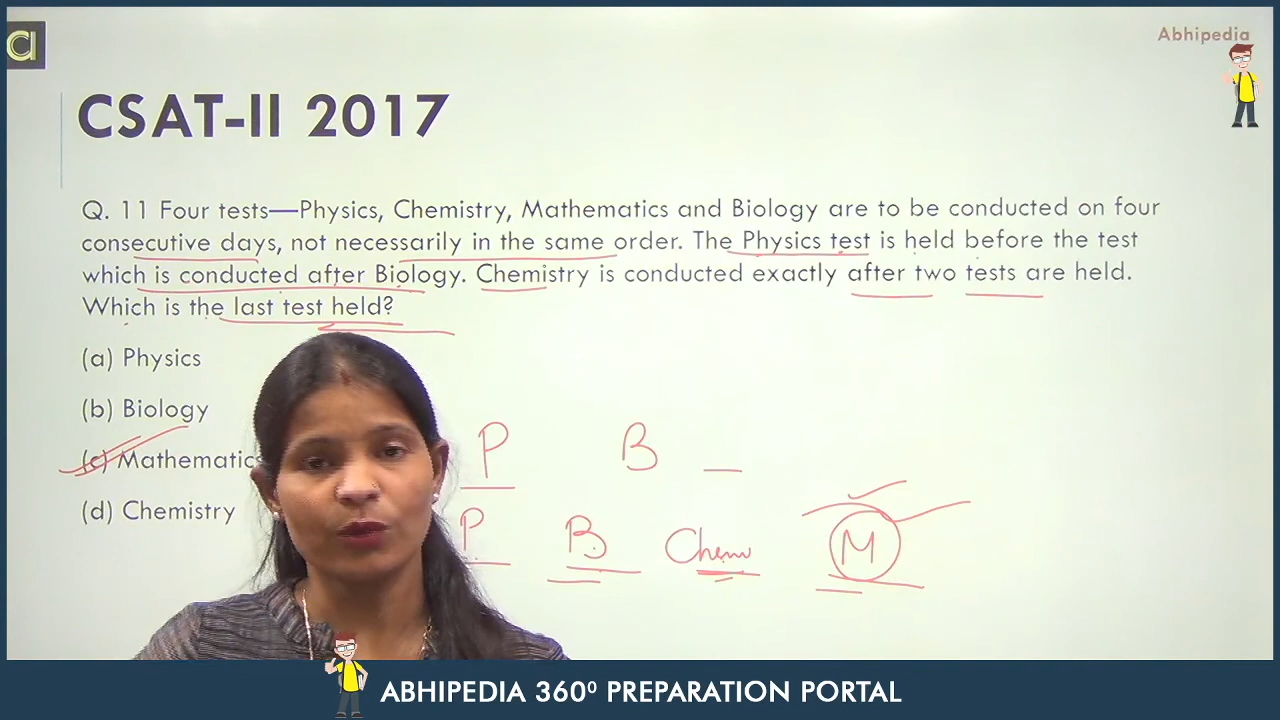 Abhipedia
a
CSAT-II 2017
Q. 11 Four tests—Physics, Chemistry, Mathematics and Biology are to be conducted on four
consecutive days, not necessarily in the same order. The Physics test is held before the test
which is conducted after Biology. Chemistry is conducted exactly after two tests are held.
Which is the last test held?
(a) Physics
(b) Biology
(c) Mathematics
(d) Chemistry
P B
P B Chem M
ABHIPEDIA 360⁰ PREPARATION PORTAL